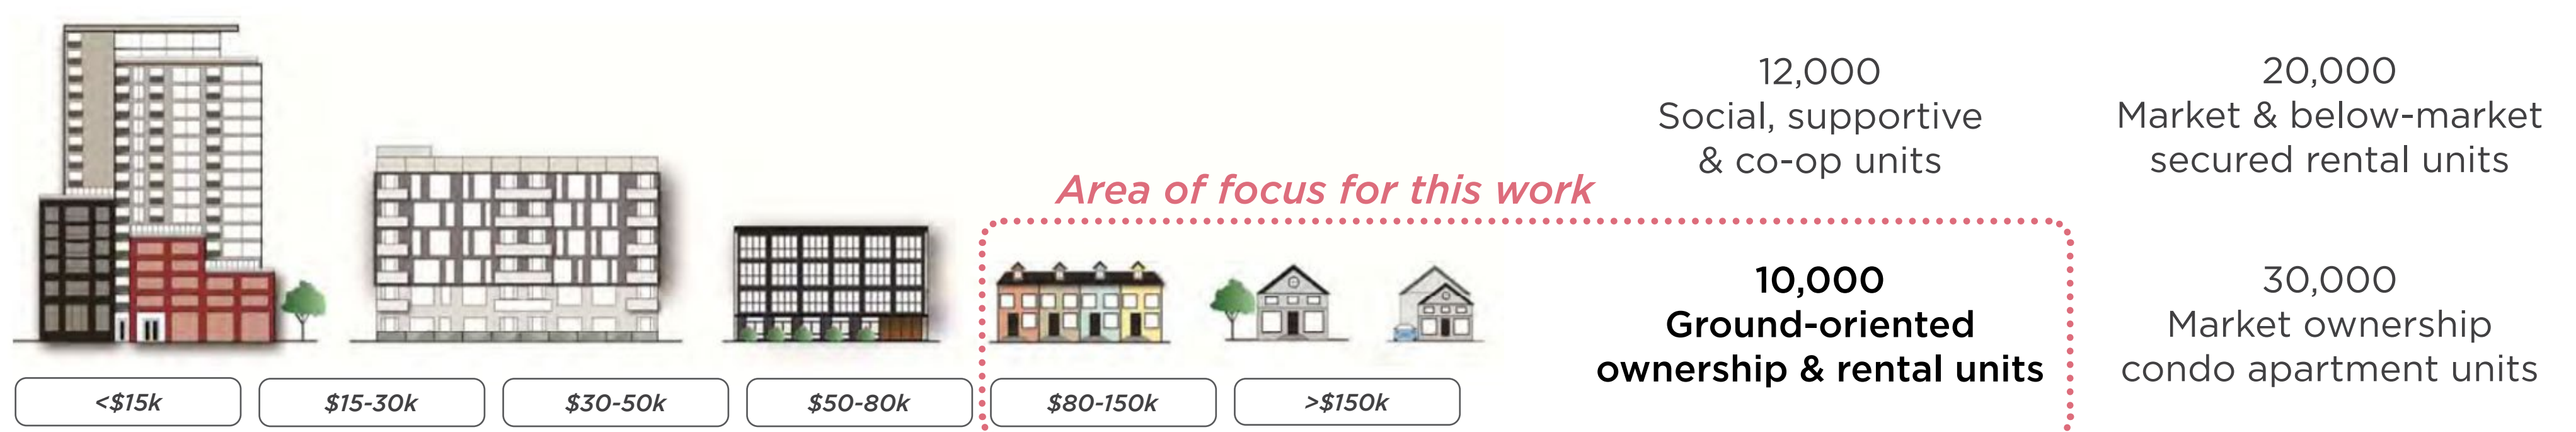 12,000
Social, supportive
& co-op units
20,000
Market & below-market
secured rental units
Area of focus for this work
10,000
Ground-oriented
ownership & rental units
30,000
Market ownership
condo apartment units
<$15k
$15-30k
$30-50k
$50-80k
$80-150k
>$150k